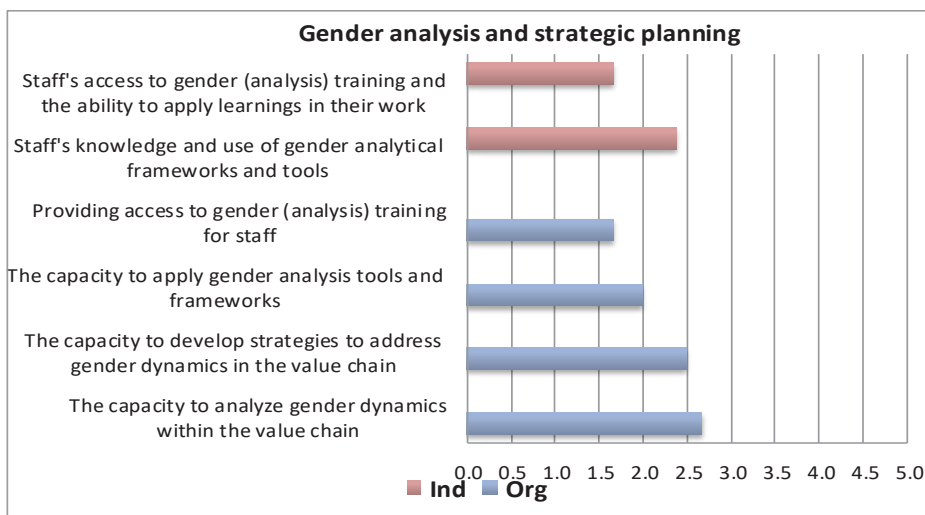 Gender analysis and strategic planning
Staff's access to gender (analysis) training and
the ability to apply learnings in their work
Staff's knowledge and use of gender analytical
frameworks and tools
Providing access to gender (analysis) training
for staff
The capacity to apply gender analysis tools and
frameworks
The capacity to develop strategies to address
gender dynamics in the value chain
The capacity to analyze gender dynamics
within the value chain
0.0 0.5 1.0 1.5 2.0 2.5 3.0 3.5 4.0 4.5 5.0
Ind Org